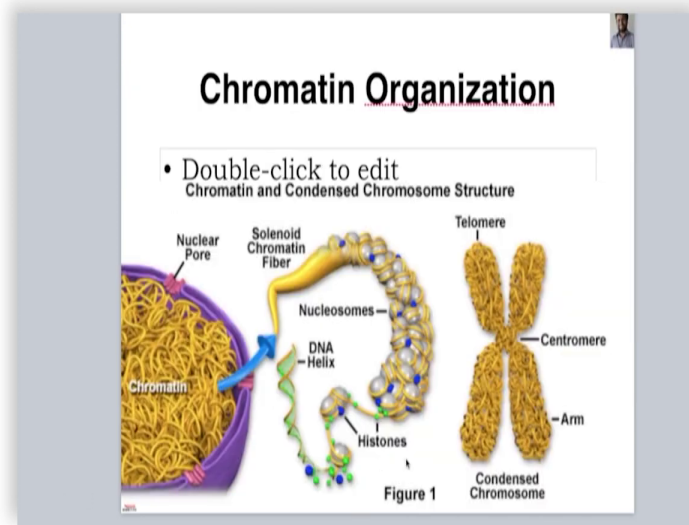 Chromatin Organization
• Double-click to edit
Chromatin and Condensed Chromosome Structure
Nuclear
Pore
Solenoid
Chromatin
Fiber
Telomere
Nucleosomes
DNA
Helix
Centromere
Chromatin
Arm
Histones
Condensed
Chromosome
Figure 1